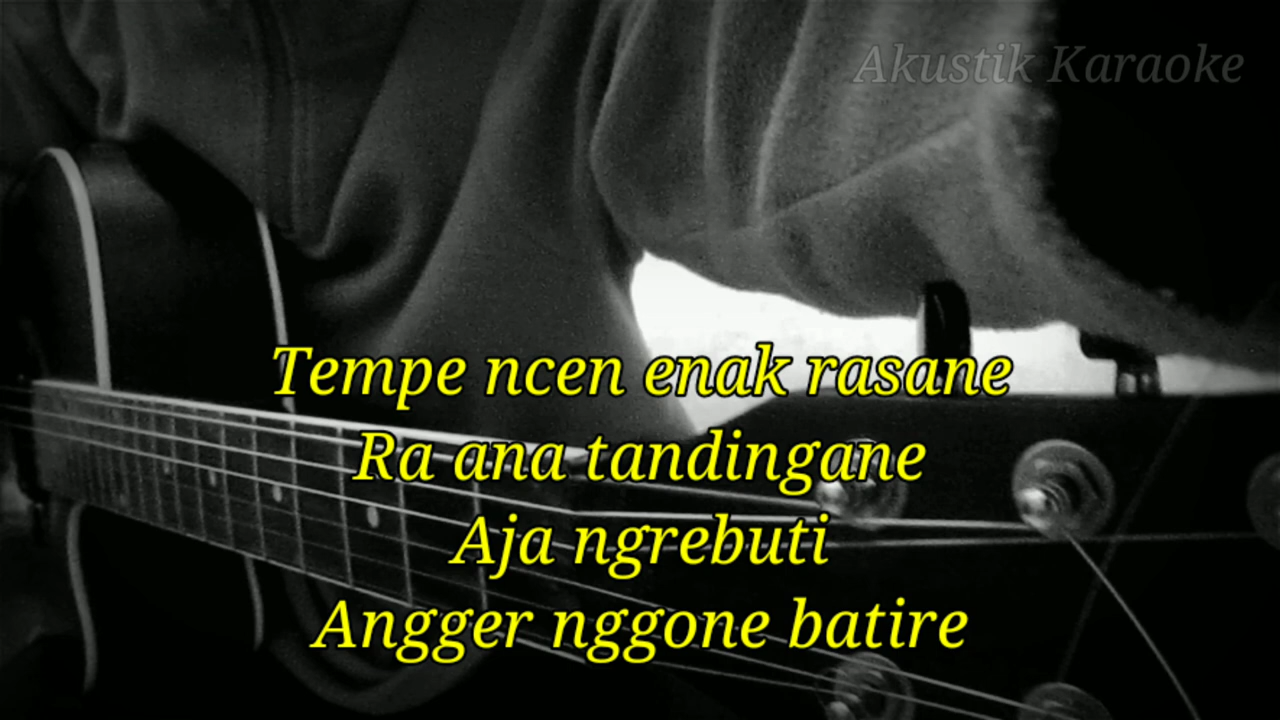 Akustik Karaoke
Tempe ncen enak rasane
Ra ana tandingane
Aja ngrebuti
Angger nggone batire